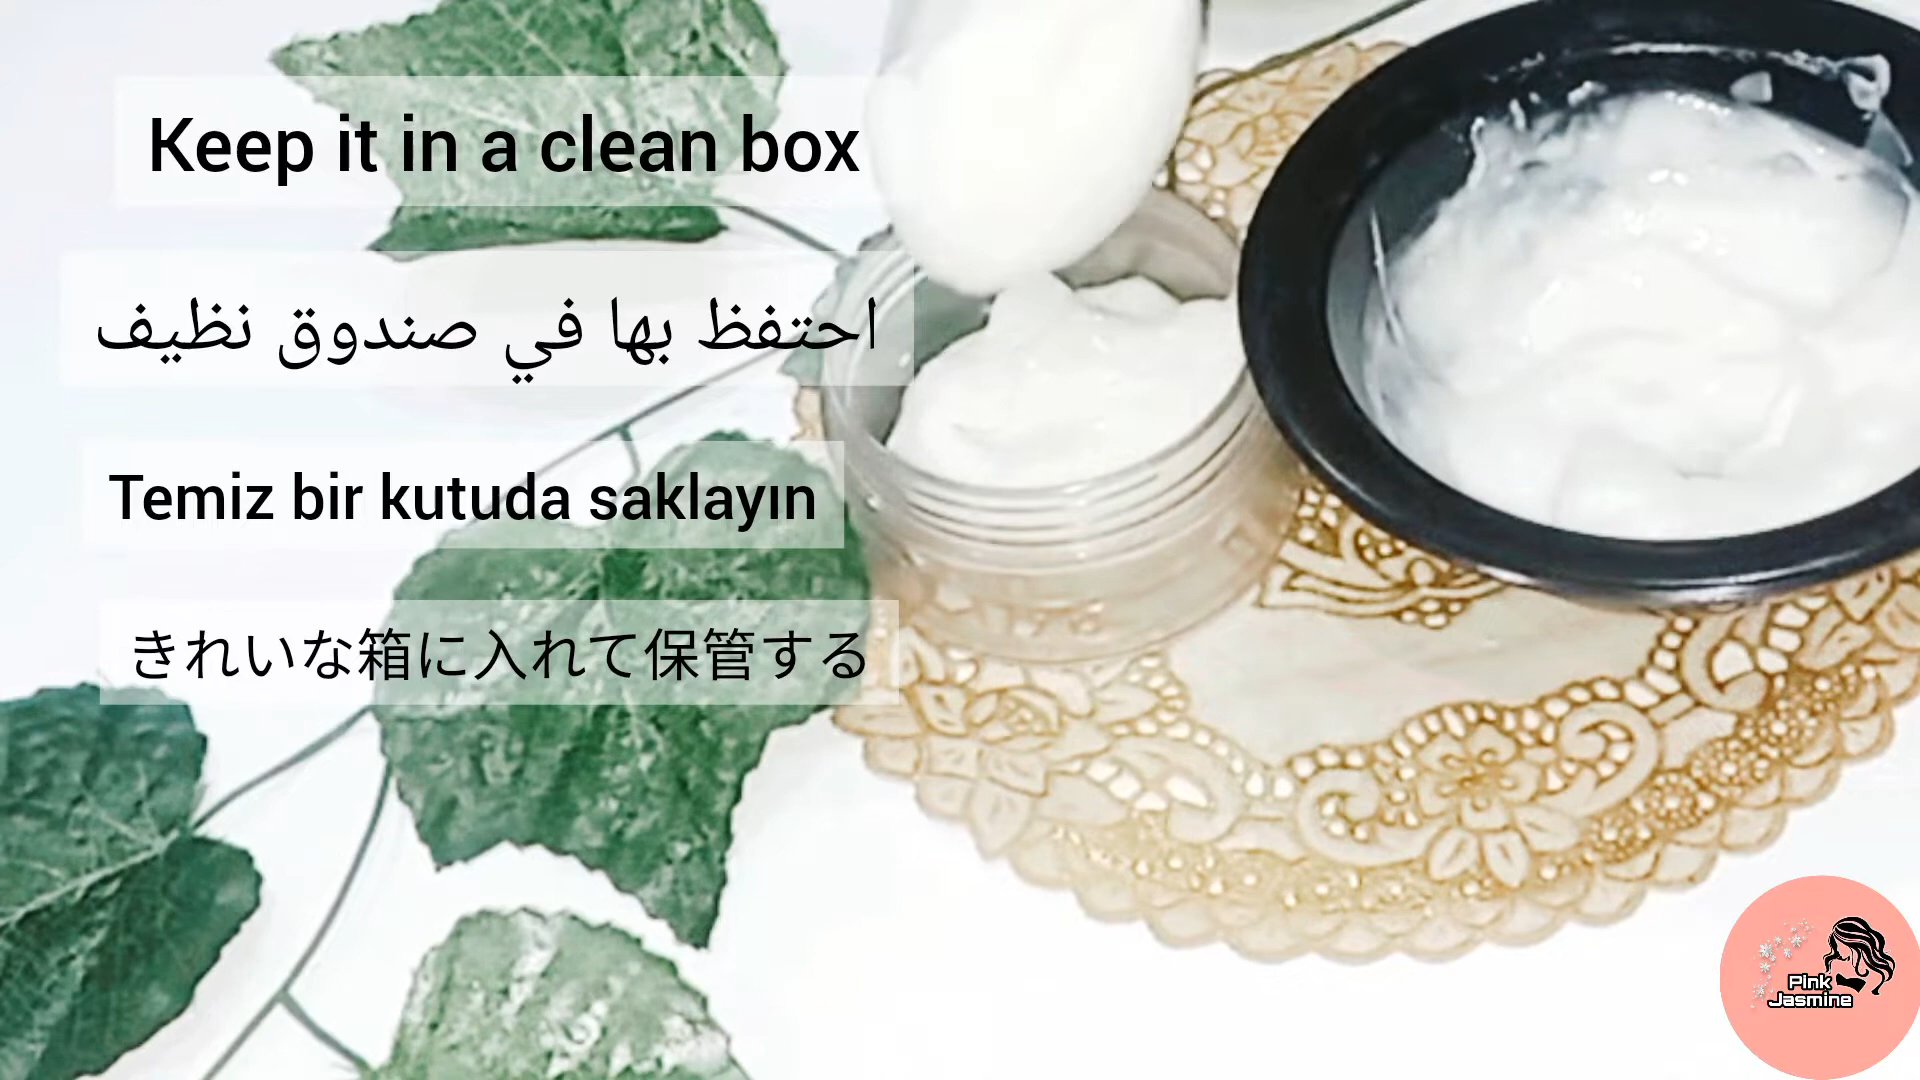 Keep it in a clean box
احتفظ بها في صندوق نظيف
Temiz bir kutuda saklayın
きれいな箱に入れて保管する
Pink
Jasmine